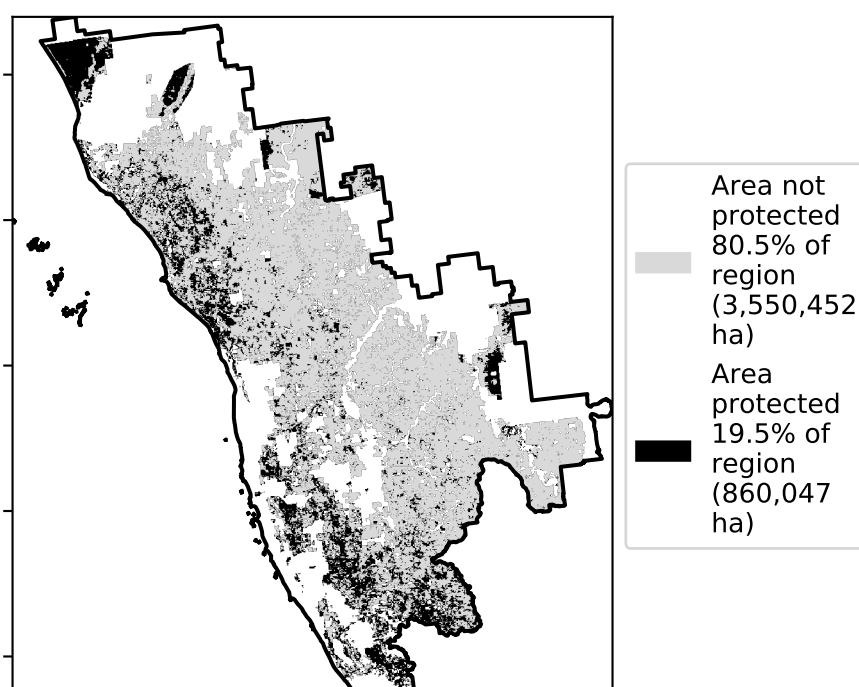 Area not
protected
80.5% of
region
(3,550,452
ha)
Area
protected
19.5% of
region
(860,047
ha)